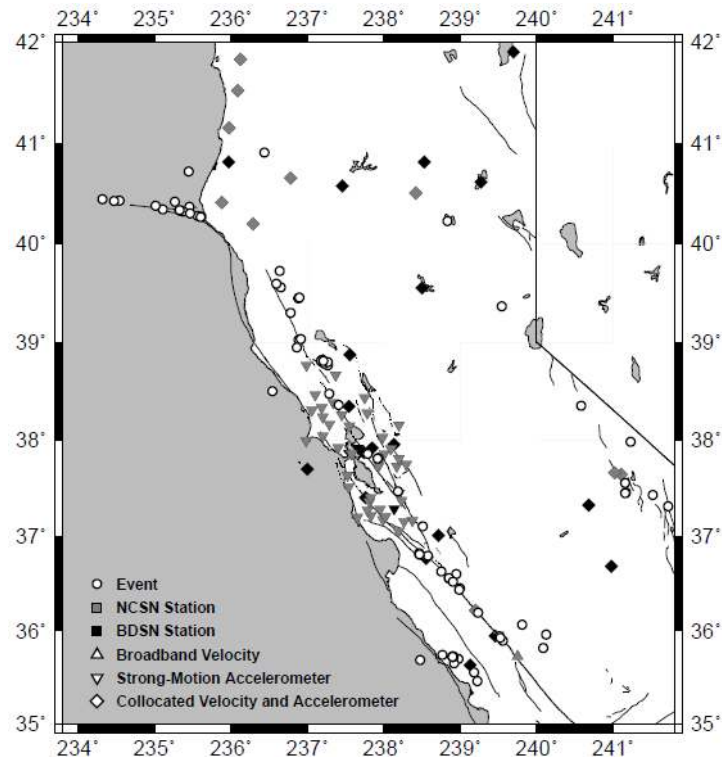 234˚ 235˚ 236˚ 237˚ 238˚ 239˚ 240˚ 241˚
42˚ 42˚
41˚ 41˚
40˚ 40˚
39˚ 39˚
38˚ 38˚
37˚ 37˚
Event
NCSN Station
36˚ 36˚
BDSN Station
Broadband Velocity
Strong-Motion Accelerometer
Collocated Velocity and Accelerometer
35˚ 35˚
234˚ 235˚ 236˚ 237˚ 238˚ 239˚ 240˚ 241˚